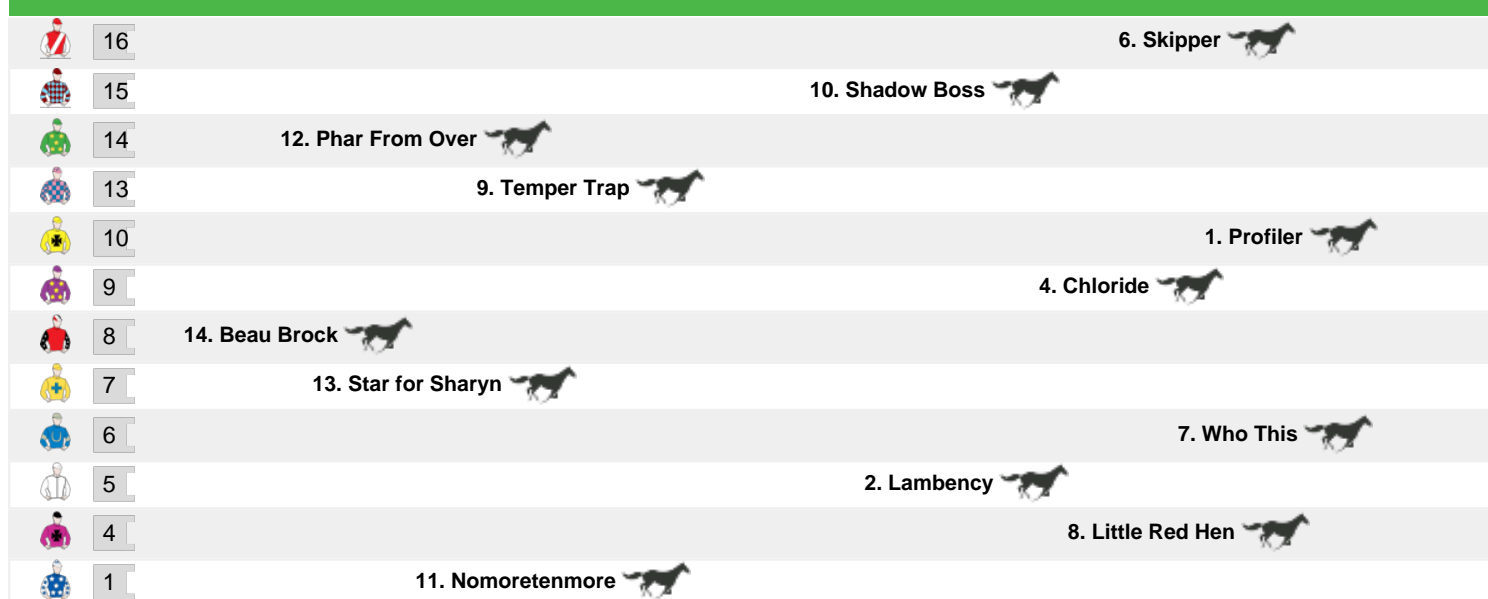 16 6. Skipper
15 10. Shadow Boss
14 12. Phar From Over
13 9. Temper Trap
10 1. Profiler
9 4. Chloride
8 14. Beau Brock
7 13. Star for Sharyn
6 7. Who This
5 2. Lambency
4 8. Little Red Hen
1 11. Nomoretenmore